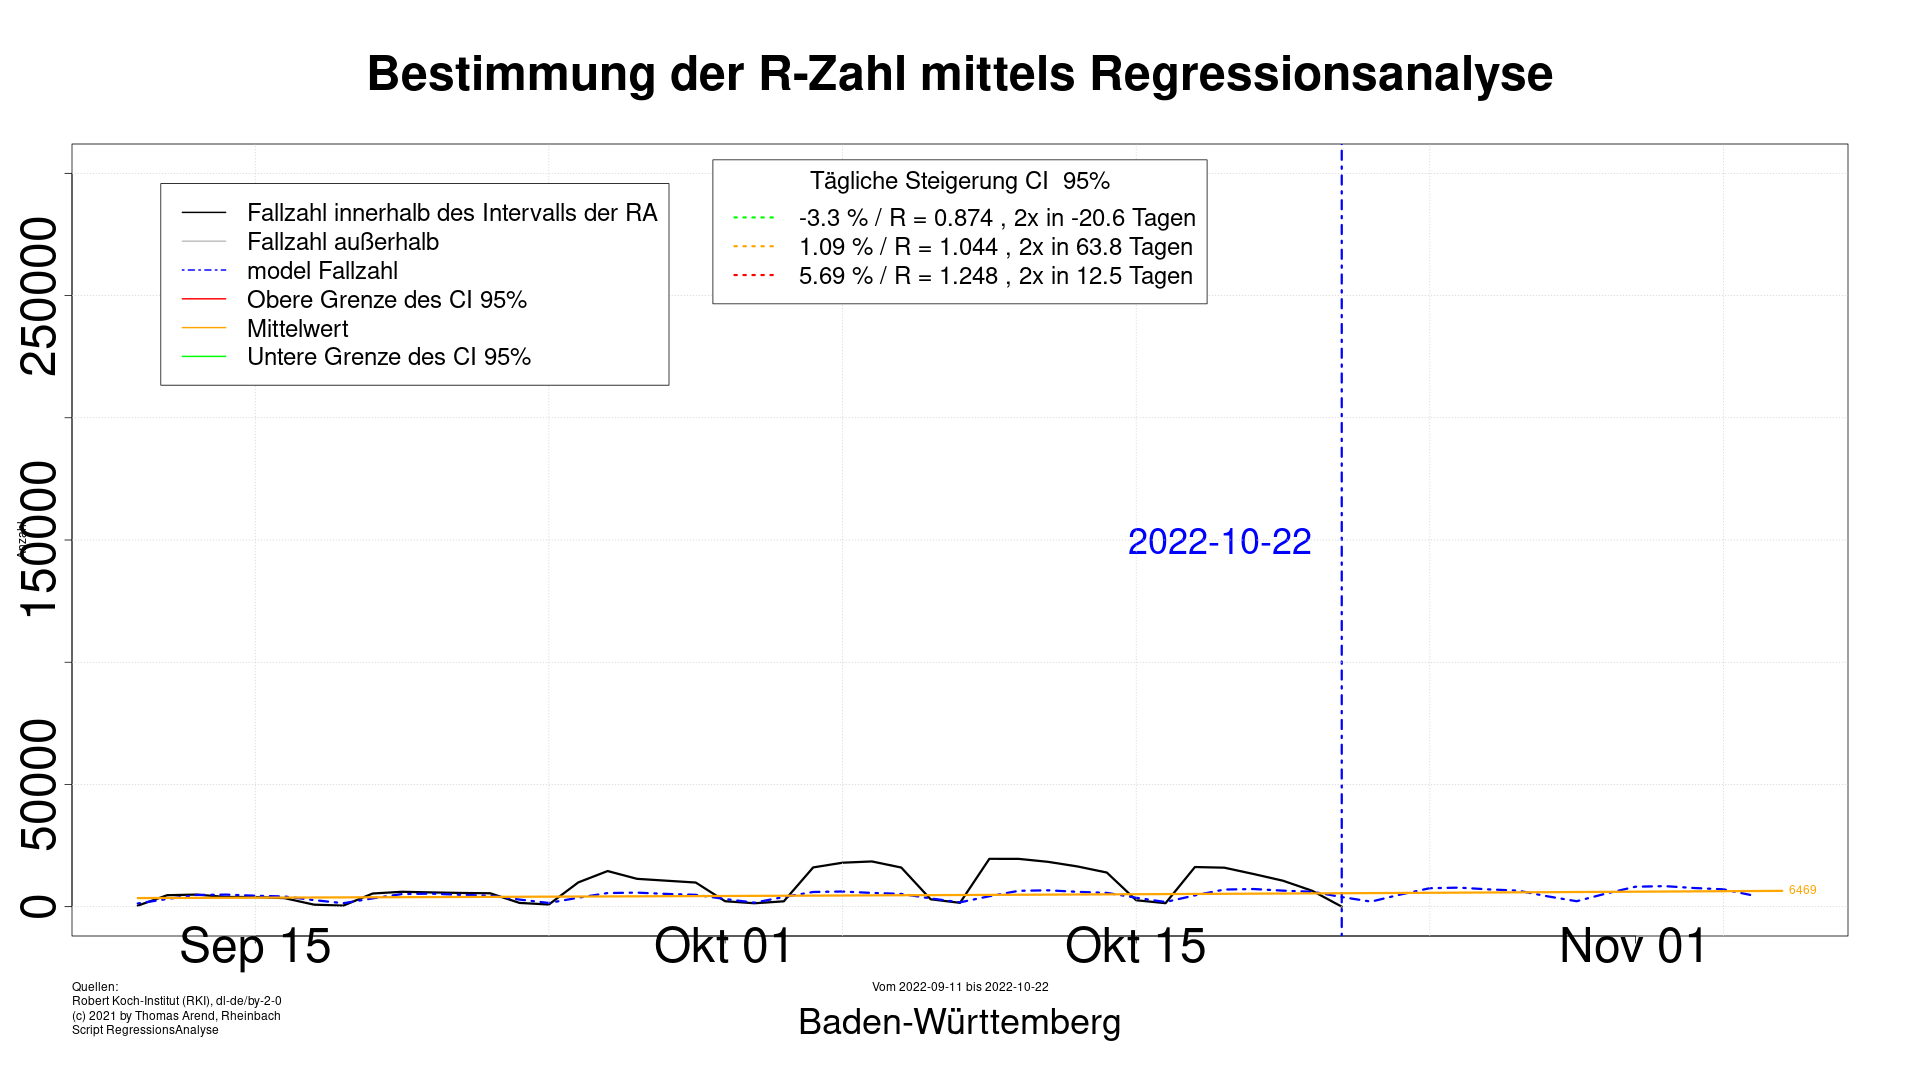 Bestimmung der R-Zahl mittels Regressionsanalyse
Tägliche Steigerung CI  95%
-3.3 % / R = 0.874 , 2x in -20.6 Tagen
1.09 % / R = 1.044 , 2x in 63.8 Tagen
5.69 % / R = 1.248 , 2x in 12.5 Tagen
Fallzahl innerhalb des Intervalls der RA
Fallzahl außerhalb
model Fallzahl
Obere Grenze des CI 95%
Mittelwert
Untere Grenze des CI 95%
250000
150000
50000
0
Anzahl
2022-10-22
6469
Sep 15
Okt 01
Okt 15
Nov 01
Quellen:
Robert Koch-Institut (RKI), dl-de/by-2-0
(c) 2021 by Thomas Arend, Rheinbach
Script RegressionsAnalyse
Vom 2022-09-11 bis 2022-10-22
Baden-Württemberg